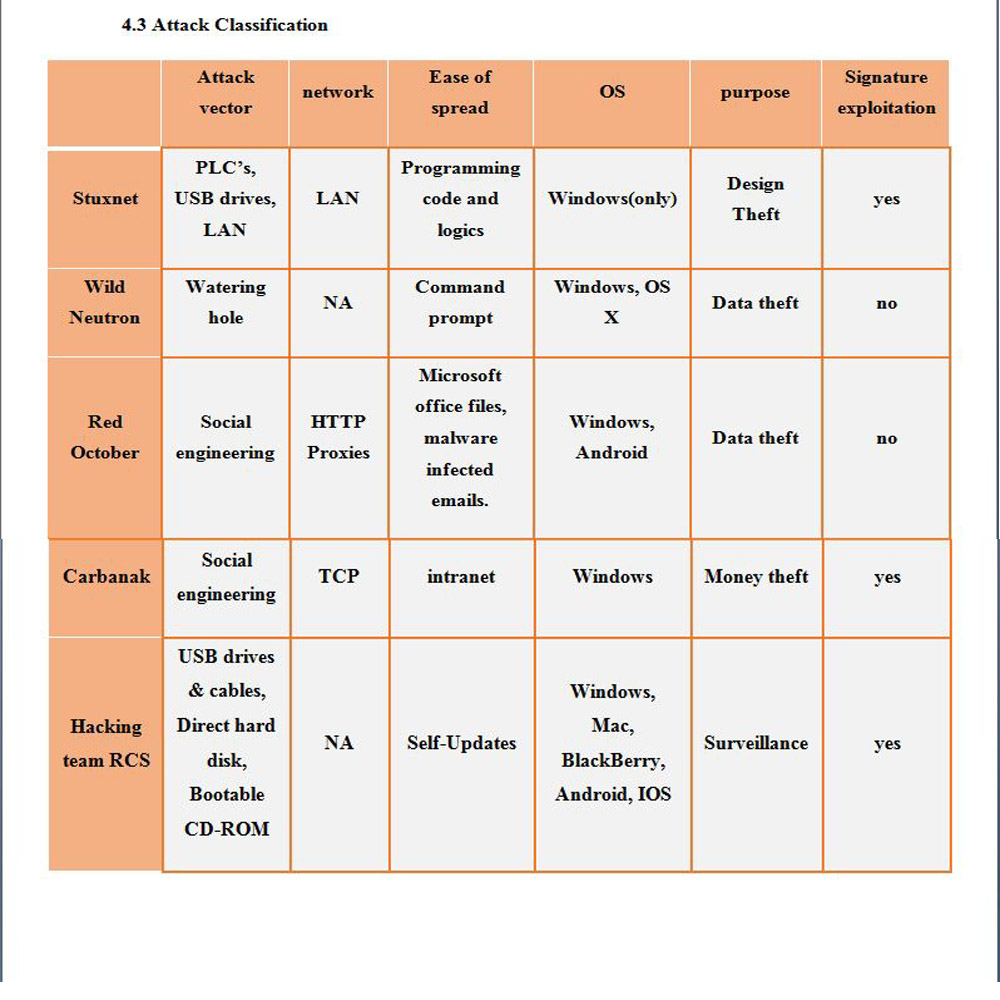 4.3 Attack Classification
Attack
vector
network
Ease of
spread
OS
purpose
Signature
exploitation
Stuxnet
PLC’s,
USB drives,
LAN
LAN
Programming
code and
logics
Windows(only)
Design
Theft
yes
Wild
Neutron
Watering
hole
NA
Command
prompt
Windows, OS
X
Data theft
no
Red
October
Social
engineering
HTTP
Proxies
Microsoft
office files,
malware
infected
emails.
Windows,
Android
Data theft
no
Carbanak
Social
engineering
TCP
intranet
Windows
Money theft
yes
Hacking
team RCS
USB drives
& cables,
Direct hard
disk,
Bootable
CD-ROM
NA
Self-Updates
Windows,
Mac,
BlackBerry,
Android, IOS
Surveillance
yes